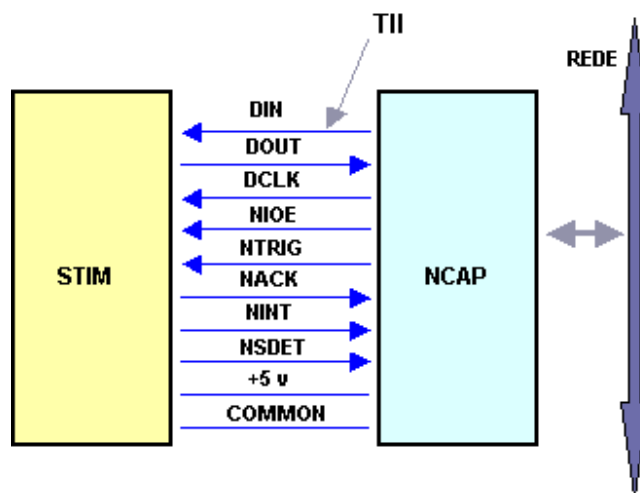 TII
REDE
DIN
DOUT
DCLK
NIOE
NTRIG
STIM
NACK
NCAP
NINT
NSDET
+5 v
COMMON